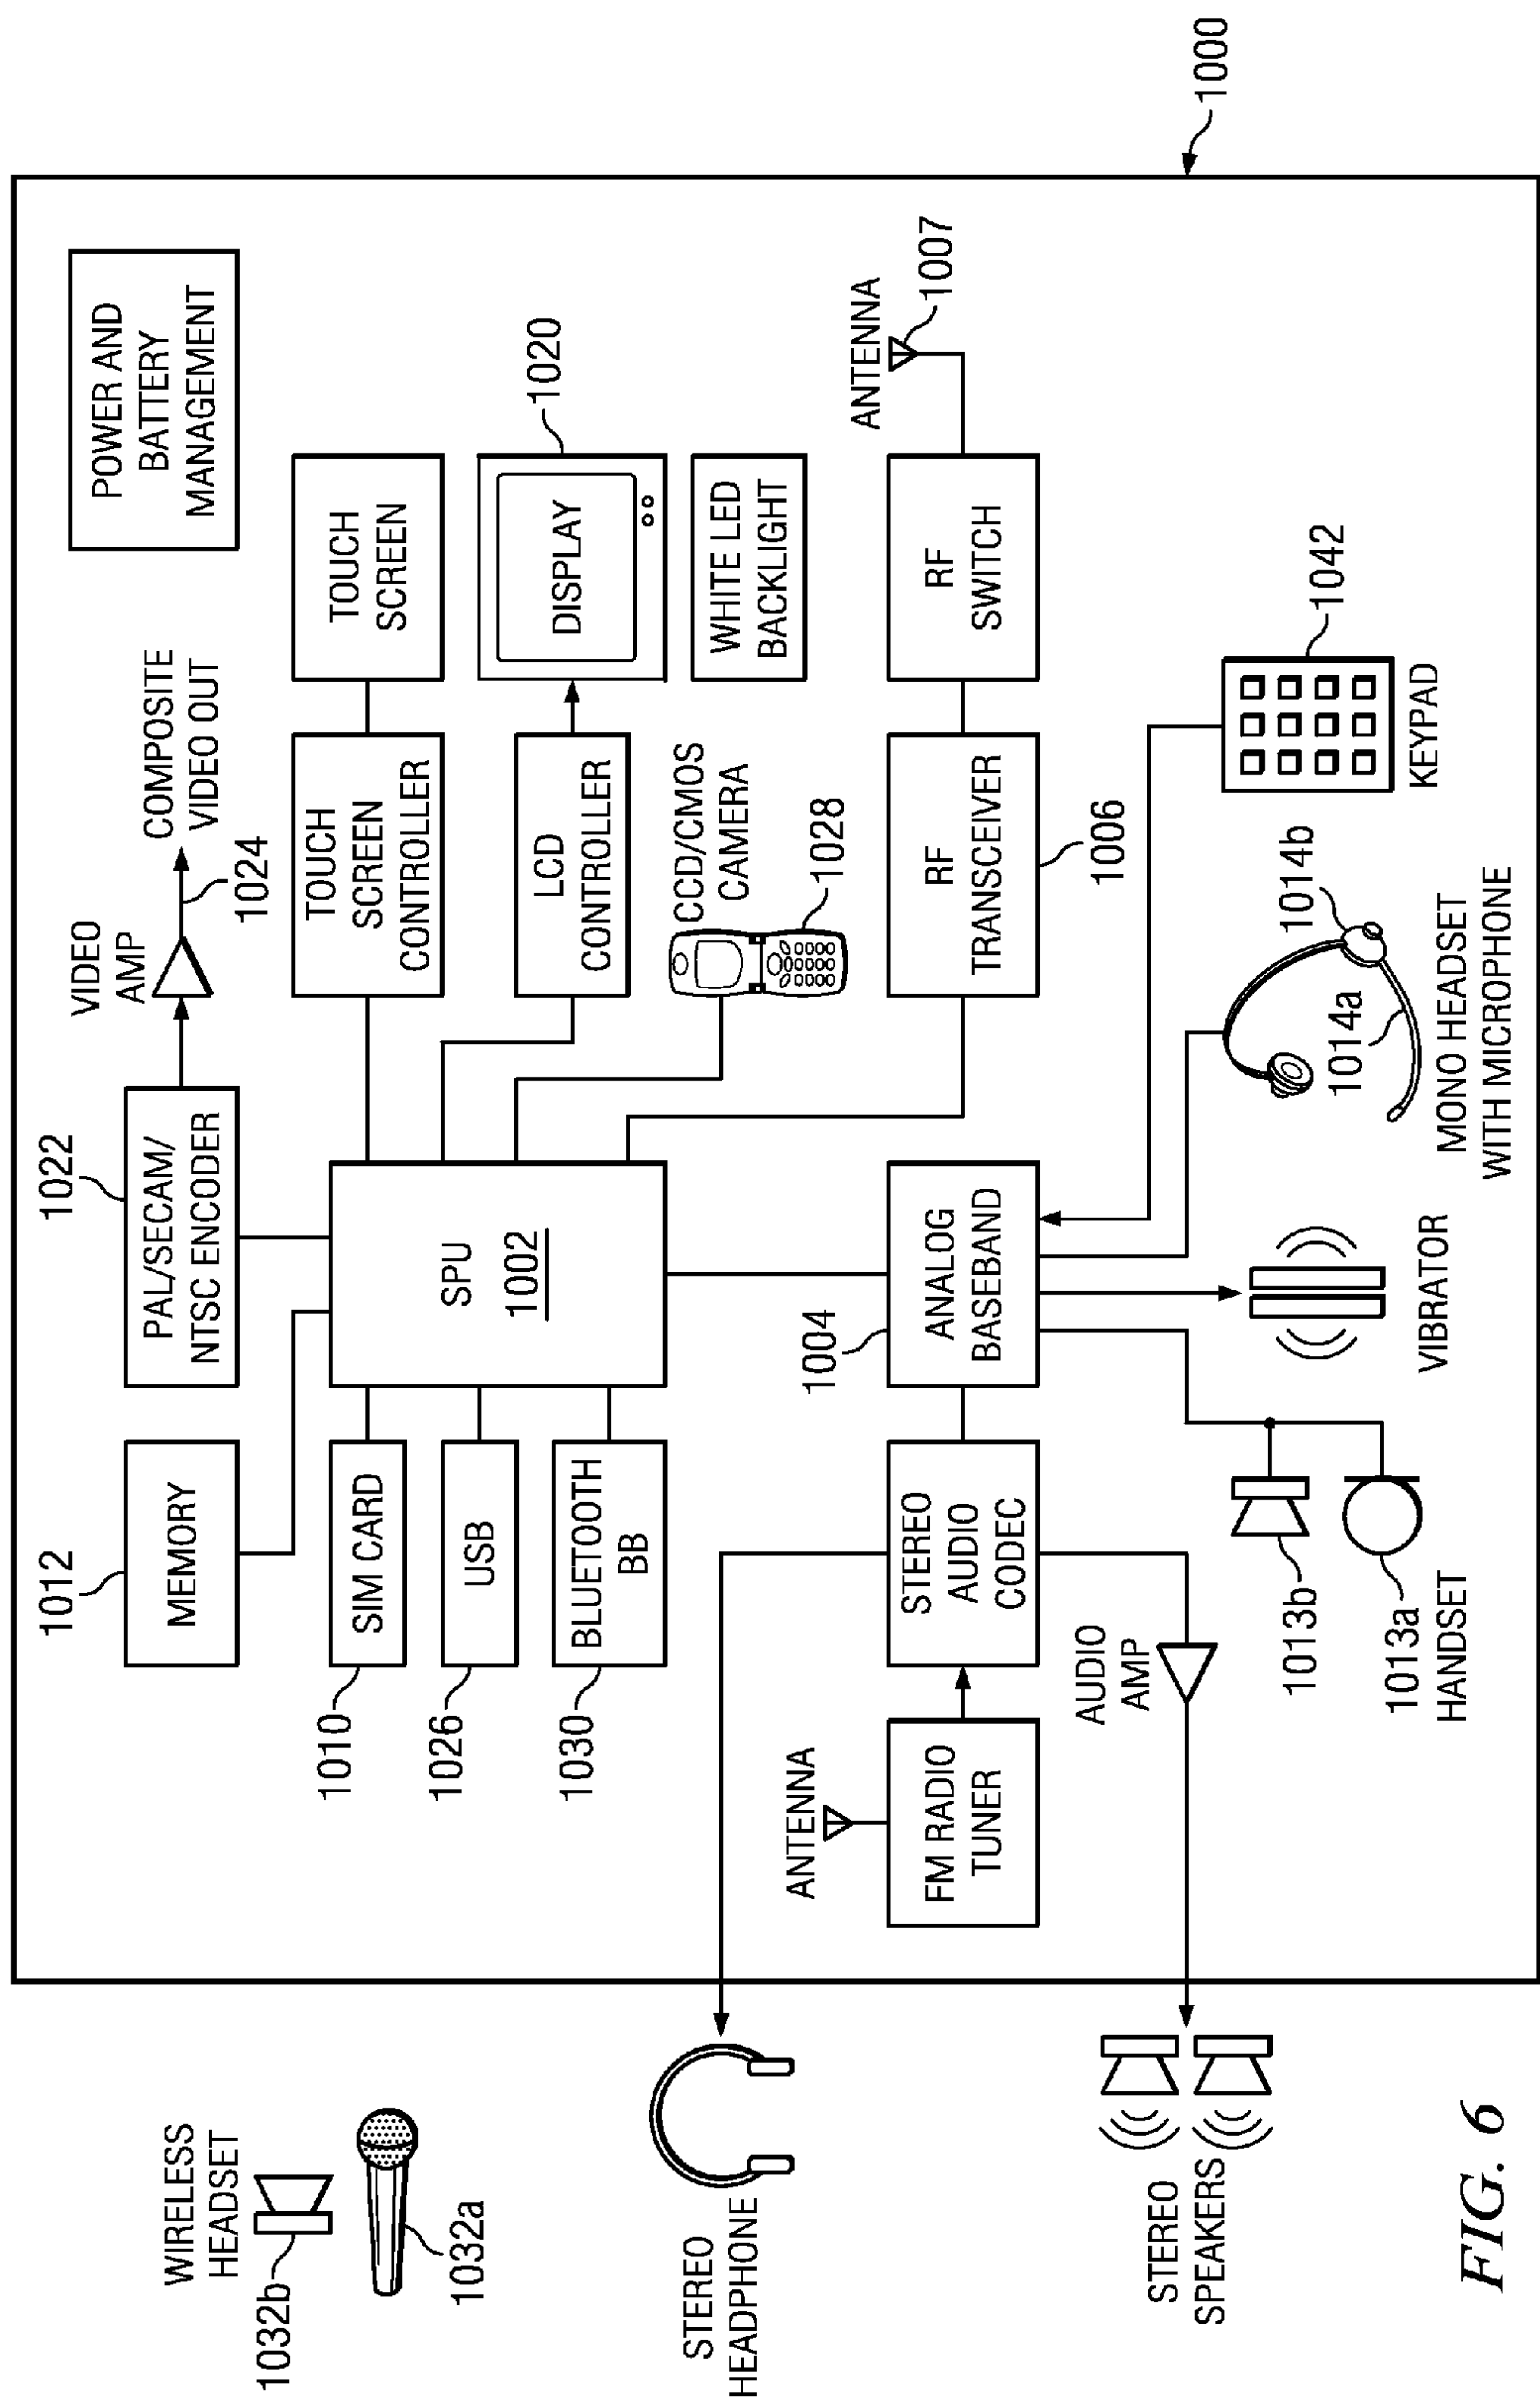 1000
POWER AND
BATTERY
MANAGEMENT
COMPOSITE
VIDEO OUT
1024
VIDEO
AMP
1022
PAL/SECAM/
NTSC ENCODER
1012
MEMORY
TOUCH
SCREEN
TOUCH
SCREEN
CONTROLLER
1020
DISPLAY
LCD
CONTROLLER
WHITE LED
BACKLIGHT
CCD/CMOS
CAMERA
1028
SPU
1002
SIM CARD
1010
USB
1026
BLUETOOTH
BB
1030
WIRELESS
HEADSET
1032b
1032a
ANTENNA
1007
RF
SWITCH
RF
TRANSCEIVER
1006
1004
ANALOG
BASEBAND
STEREO
AUDIO
CODEC
ANTENNA
FM RADIO
TUNER
AUDIO
AMP
STEREO
HEADPHONE
STEREO
SPEAKERS
1042
KEYPAD
1014b
1014a
MONO HEADSET
WITH MICROPHONE
VIBRATOR
1013b
1013a
HANDSET
FIG. 6